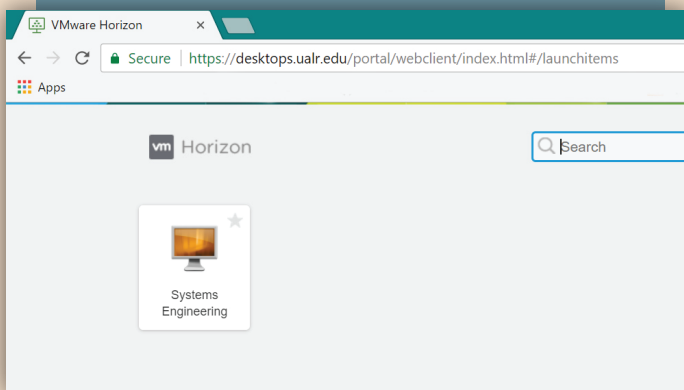 VMware Horizon
Secure https://desktops.ualr.edu/portal/webclient/index.html#/launchitems
Apps
vm Horizon
Search
Systems
Engineering